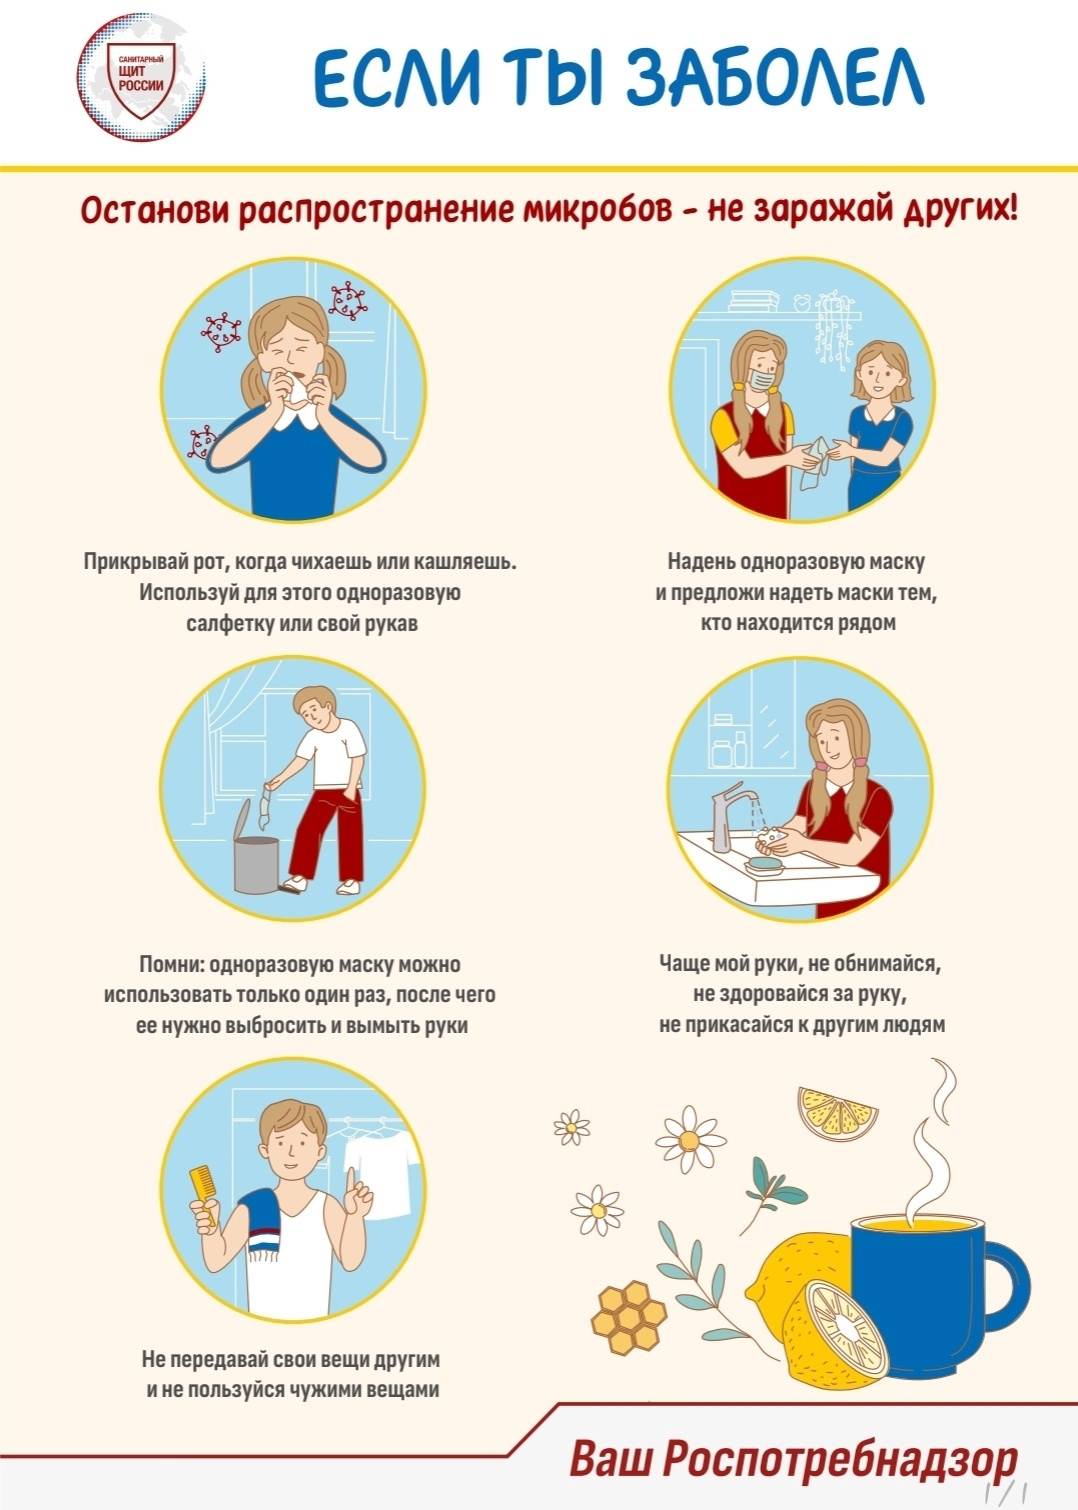 САНИТАРНЫЙ
ЩИТ
РОССИИ
ЕСЛИ ТЫ ЗАБОЛЕЛ
Останови распространение микробов - не заражай других!
Прикрывай рот, когда чихаешь или кашляешь.
Используй для этого одноразовую
салфетку или свой рукав
Надень одноразовую маску
и предложи надеть маски тем,
кто находится рядом
Помни: одноразовую маску можно
использовать только один раз, после чего
ее нужно выбросить и вымыть руки
Чаще мой руки, не обнимайся,
не здоровайся за руку,
не прикасайся к другим людям
Не передавай свои вещи другим
и не пользуйся чужими вещами
Ваш Роспотребнадзор
1/1